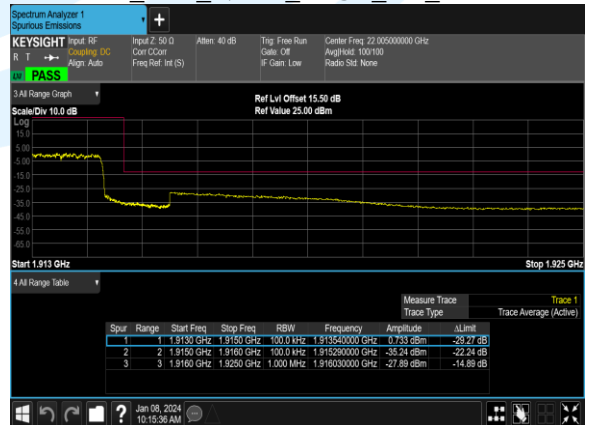 Spectrum Analyzer 1
Spurious Emissions
+
KEYSIGHT Input: RF Input Z: 50 Ω Atten: 40 dB Trig: Free Run Center Freq: 22.005000000 GHz
R T Coupling: DC Corr CCorr Gate: Off Avg|Hold: 100/100
Align: Auto Freq Ref: Int (S) IF Gain: Low Radio Std: None
LV PASS
3 All Range Graph
Ref Lvl Offset 15.50 dB
Scale/Div 10.0 dB Ref Value 25.00 dBm
Log
15.0
5.00
-5.00
-15.0
-25.0
-35.0
-45.0
-55.0
-65.0
Start 1.913 GHz Stop 1.925 GHz
4 All Range Table
Measure Trace Trace 1
Trace Type Trace Average (Active)
Spur Range Start Freq Stop Freq RBW Frequency Amplitude ΔLimit
1 1 1.9130 GHz 1.9150 GHz 100.0 kHz 1.913540000 GHz 0.733 dBm -29.27 dB
2 2 1.9150 GHz 1.9160 GHz 100.0 kHz 1.915290000 GHz -35.24 dBm -22.24 dB
3 3 1.9160 GHz 1.9250 GHz 1.000 MHz 1.916030000 GHz -27.89 dBm -14.89 dB
? Jan 08, 2024
10:15:36 AM